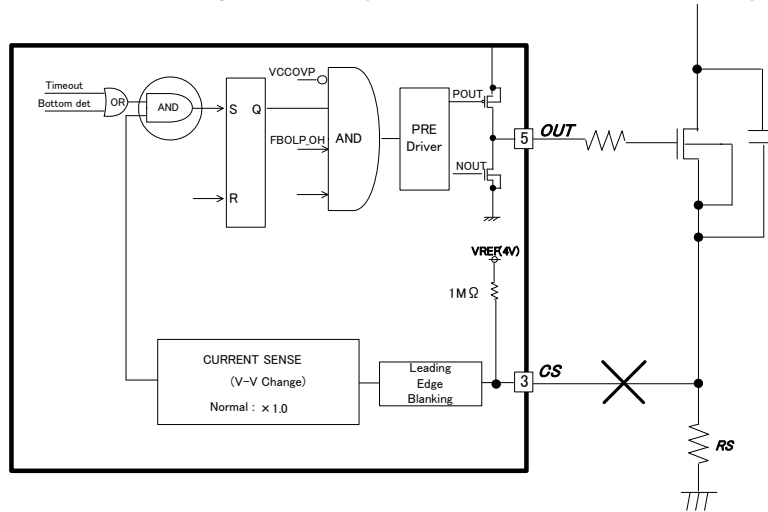 Timeout
Bottom det
OR
AND
S Q
R
VCCOVP
FBOLP_OH
AND
PRE
Driver
POUT
NOUT
5
OUT
VREF(4V)
1MΩ
CURRENT SENSE
(V-V Change)
Normal : ×1.0
Leading
Edge
Blanking
3
CS
RS